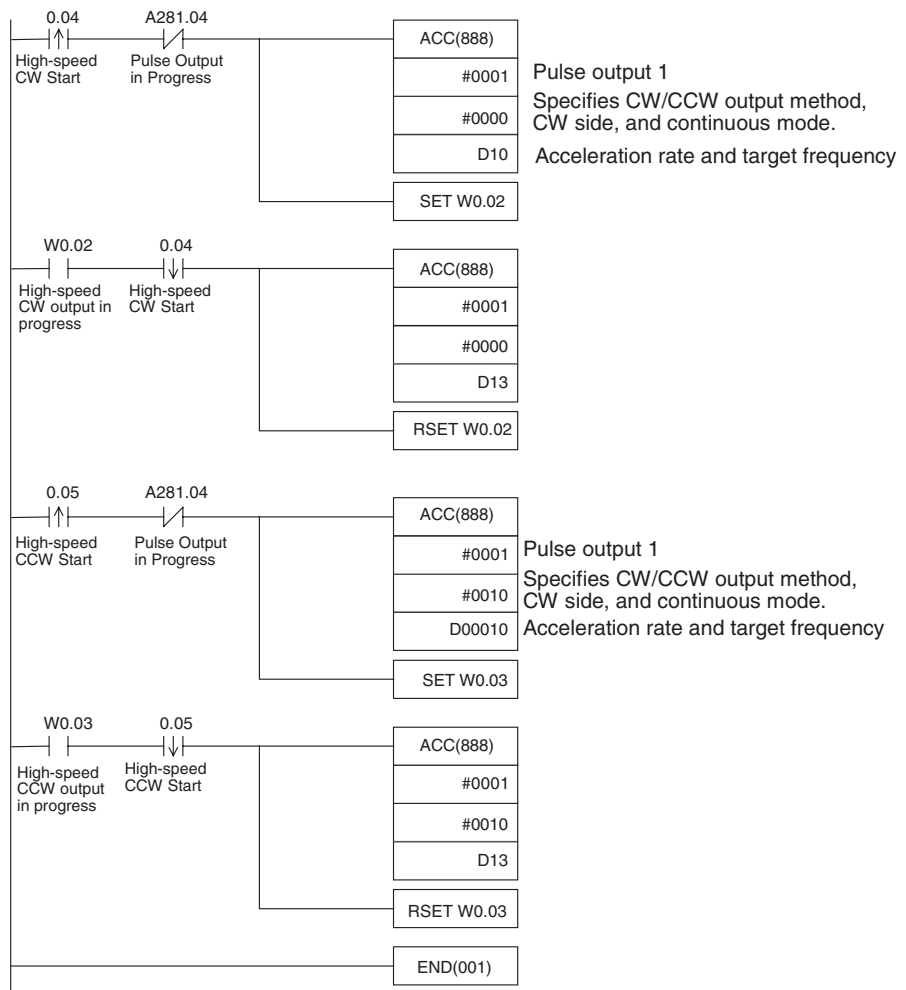 0.04
A281.04
High-speed
CW Start
Pulse Output
in Progress
ACC(888)
#0001
#0000
D10
SET W0.02
Pulse output 1
Specifies CW/CCW output method,
CW side, and continuous mode.
Acceleration rate and target frequency
W0.02
0.04
High-speed
CW output in
progress
High-speed
CW Start
ACC(888)
#0001
#0000
D13
RSET W0.02
0.05
A281.04
High-speed
CCW Start
Pulse Output
in Progress
ACC(888)
#0001
#0010
D00010
SET W0.03
Pulse output 1
Specifies CW/CCW output method,
CW side, and continuous mode.
Acceleration rate and target frequency
W0.03
0.05
High-speed
CCW output
in progress
High-speed
CCW Start
ACC(888)
#0001
#0010
D13
RSET W0.03
END(001)